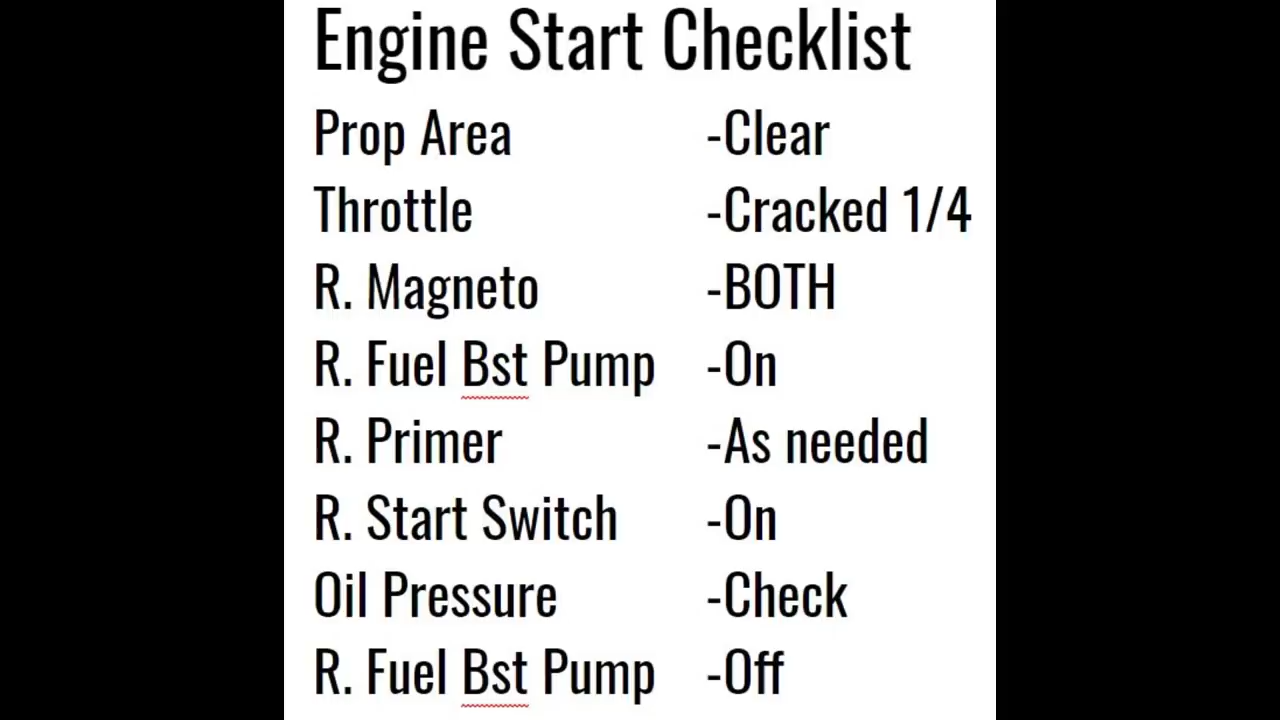 Engine Start Checklist
Prop Area -Clear
Throttle -Cracked 1/4
R. Magneto -BOTH
R. Fuel Bst Pump -On
R. Primer -As needed
R. Start Switch -On
Oil Pressure -Check
R. Fuel Bst Pump -Off